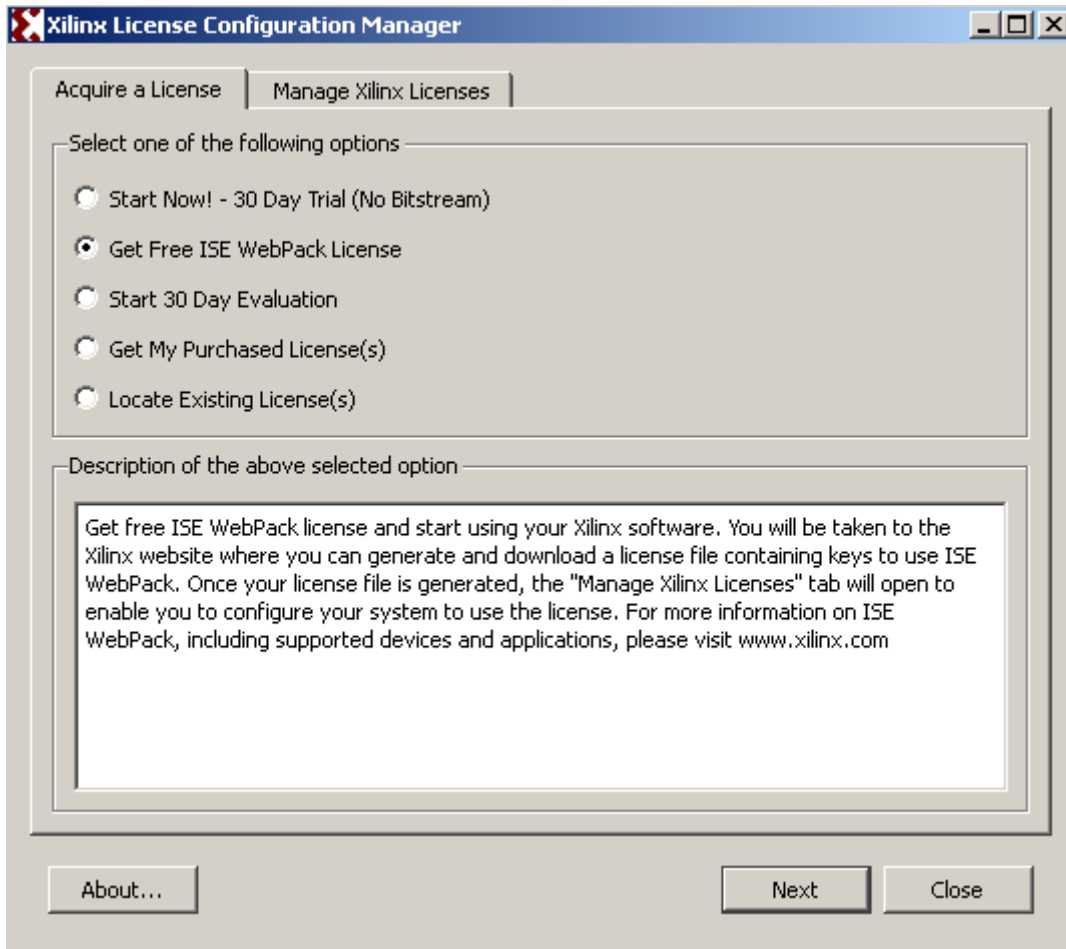 Xilinx License Configuration Manager
Acquire a License
Manage Xilinx Licenses
Select one of the following options
Start Now! - 30 Day Trial (No Bitstream)
Get Free ISE WebPack License
Start 30 Day Evaluation
Get My Purchased License(s)
Locate Existing License(s)
Description of the above selected option
Get free ISE WebPack license and start using your Xilinx software. You will be taken to the
Xilinx website where you can generate and download a license file containing keys to use ISE
WebPack. Once your license file is generated, the "Manage Xilinx Licenses" tab will open to
enable you to configure your system to use the license. For more information on ISE
WebPack, including supported devices and applications, please visit www.xilinx.com
About...
Next
Close